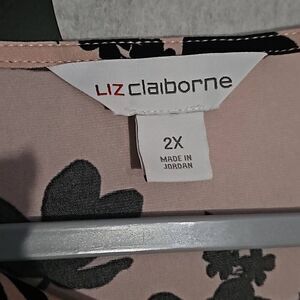 LIZ claiborne
2X
MADE IN
JORDAN